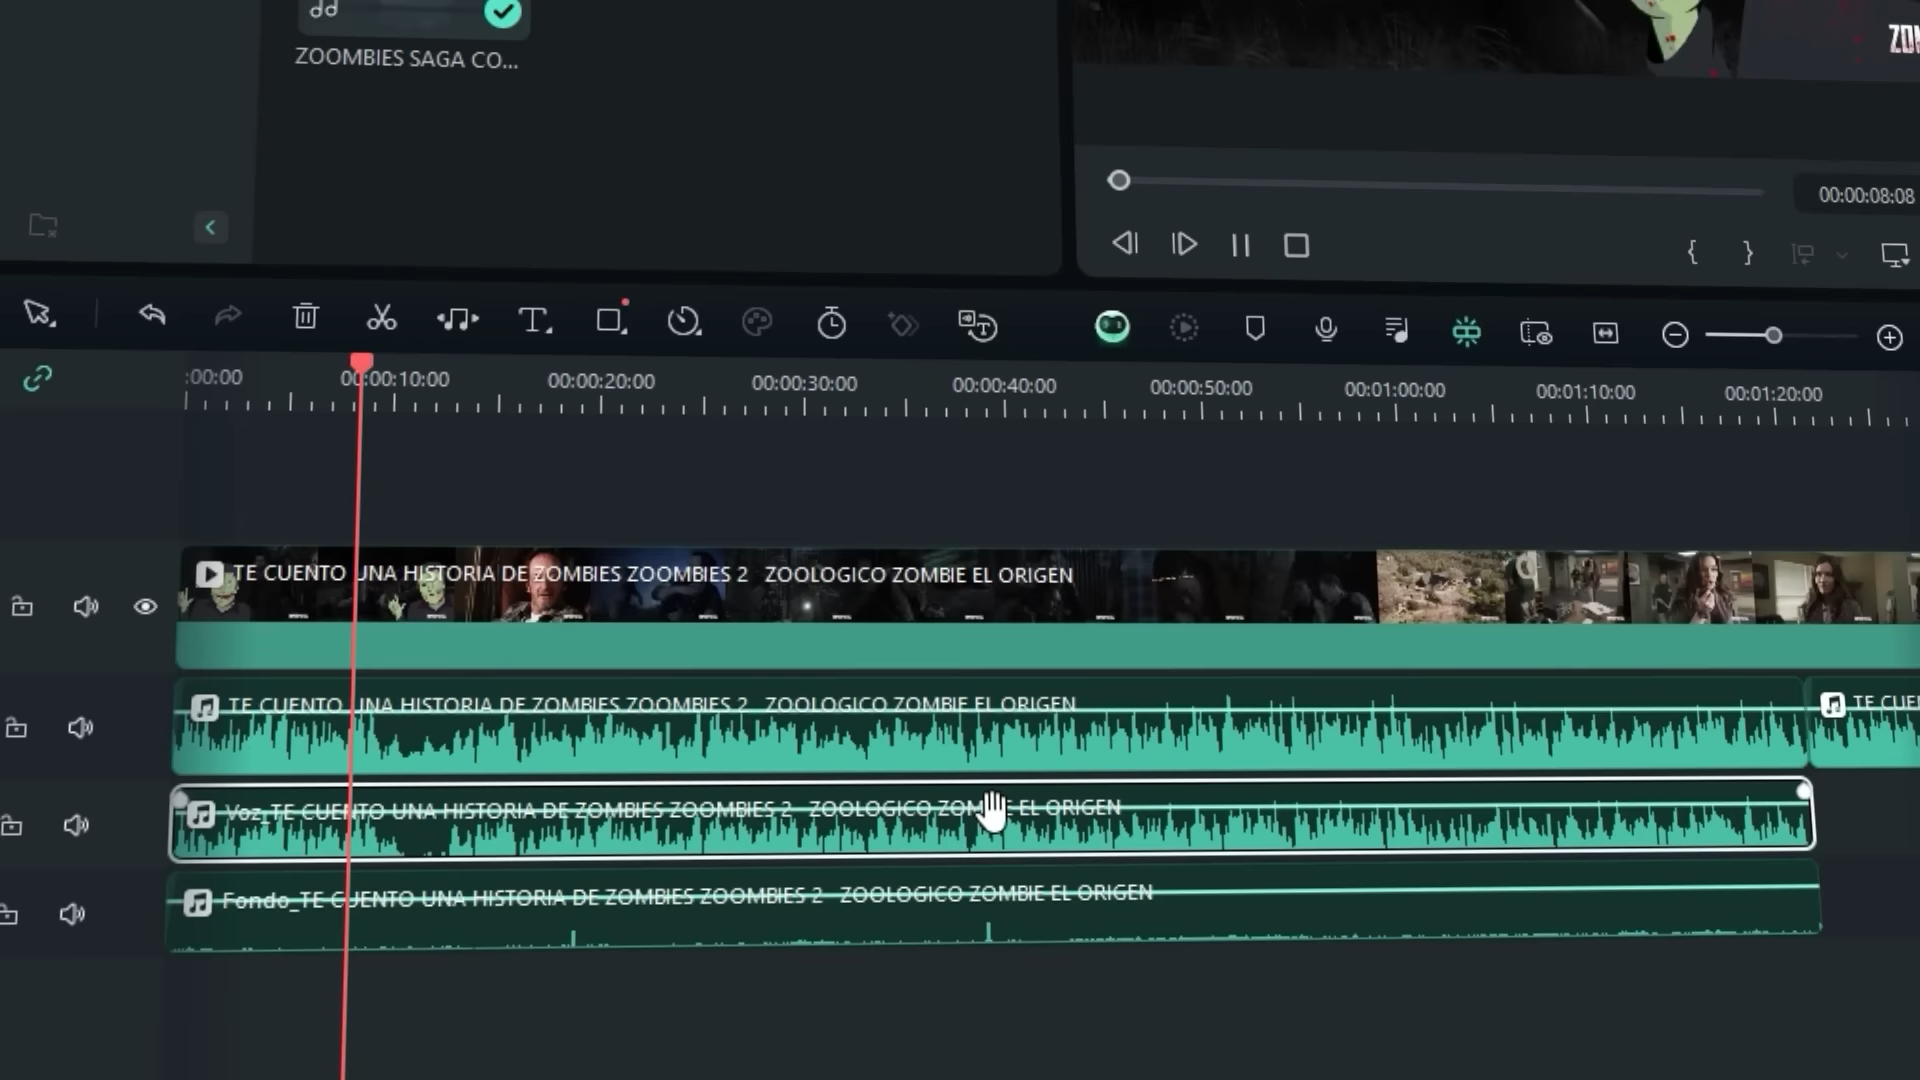 ZOOMBIES SAGA CO...
00:00:08:08
{ }
:00:00 00:00:10:00 00:00:20:00 00:00:30:00 00:00:40:00 00:00:50:00 00:01:00:00 00:01:10:00 00:01:20:00
TE CUENTO UNA HISTORIA DE ZOMBIES ZOOMBIES 2 ZOOLOGICO ZOMBIE EL ORIGEN
TE CUENTO UNA HISTORIA DE ZOMBIES ZOOMBIES 2 ZOOLOGICO ZOMBIE EL ORIGEN
Voz_TE CUENTO UNA HISTORIA DE ZOMBIES ZOOMBIES 2 ZOOLOGICO ZOMBIE EL ORIGEN
Fondo_TE CUENTO UNA HISTORIA DE ZOMBIES ZOOMBIES 2 ZOOLOGICO ZOMBIE EL ORIGEN